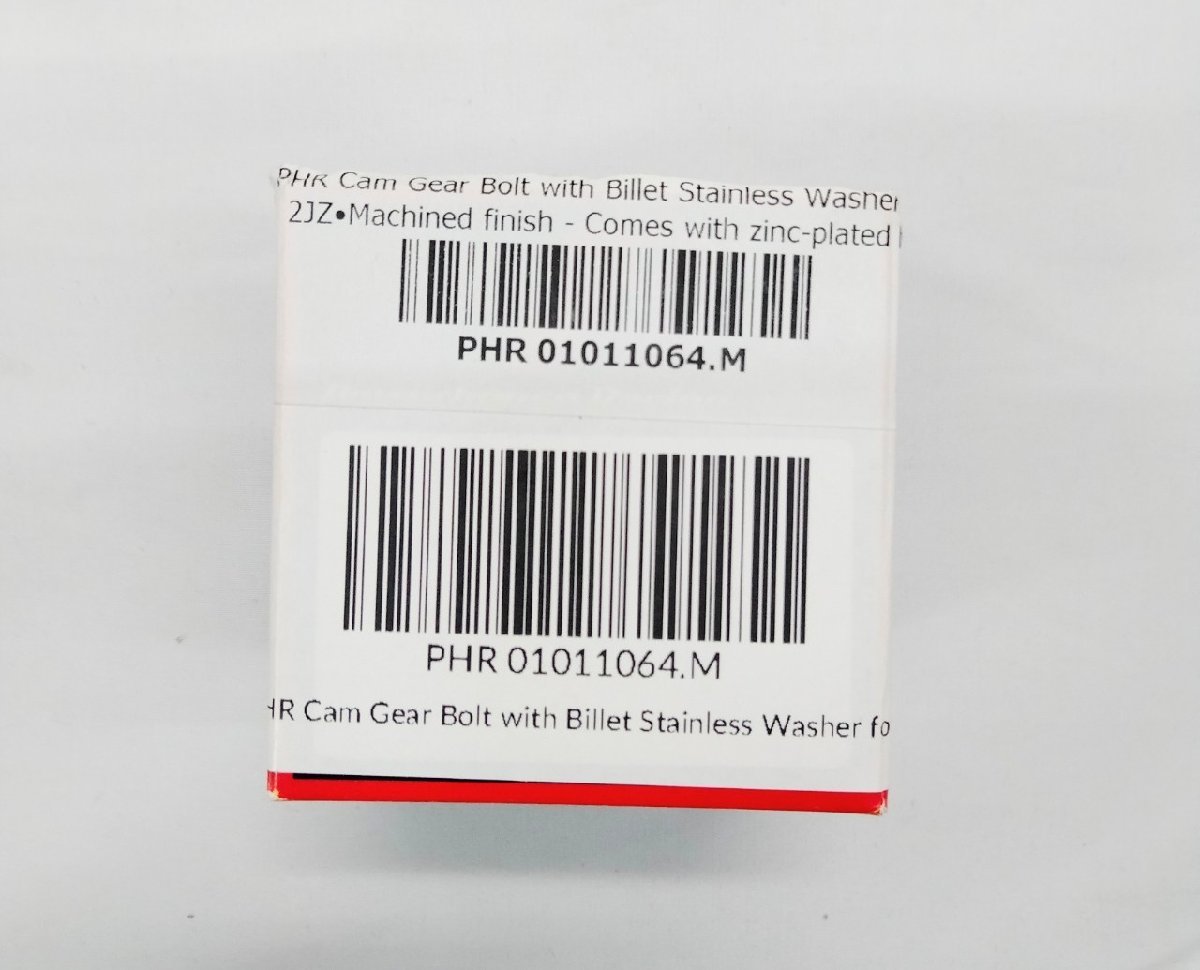 PHR Cam Gear Bolt with Billet Stainless Washer
2JZ•Machined finish - Comes with zinc-plated
PHR 01011064.M
PHR 01011064.M
HR Cam Gear Bolt with Billet Stainless Washer fo